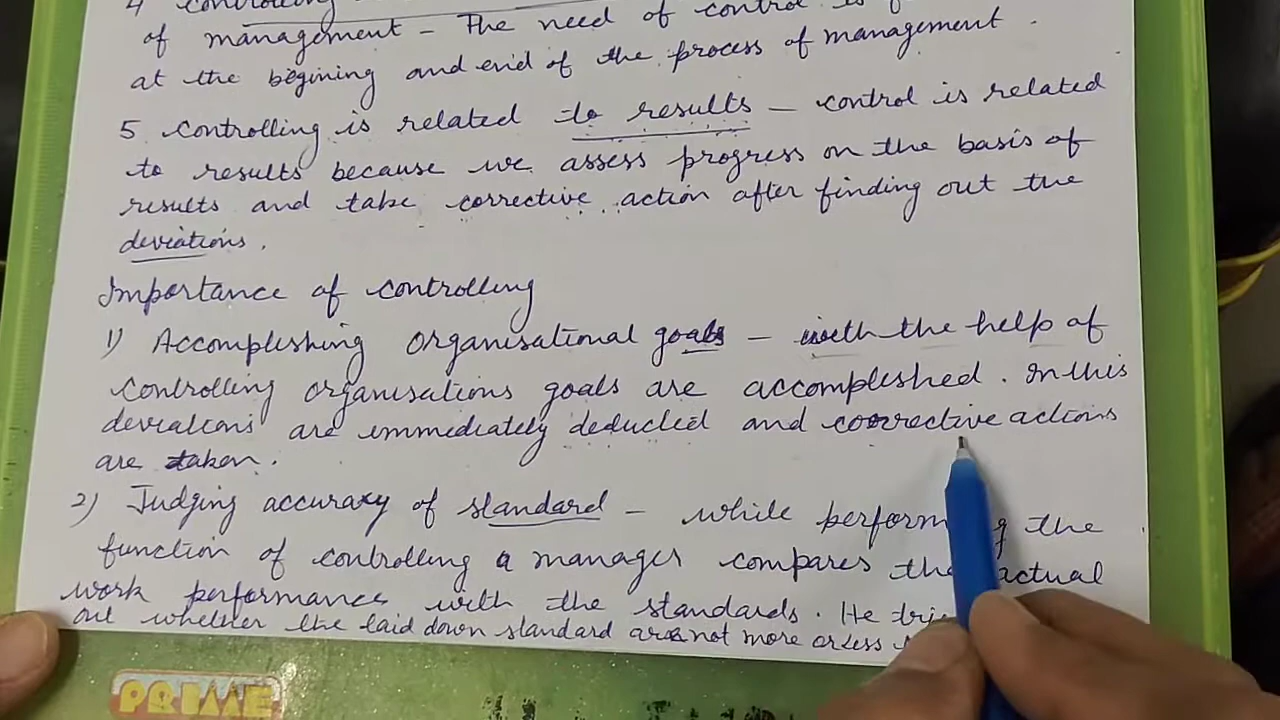 4 controlling
of management - The need of control is
at the begining and end of the process of management.
5 controlling is related to results - control is related
to results because we assess progress on the basis of
results and take corrective action after finding out the
deviations.
Importance of controlling
1) Accomplishing organisational goals - with the help of
controlling organisations goals are accomplished. In this
deviations are immediately deducted and corrective actions
are taken.
2) Judging accuraxy of standard - while perform g the
function of controlling a manager compares the actual
work performance with the standards. He
out whether the laid down standard are not more or less
PRIME